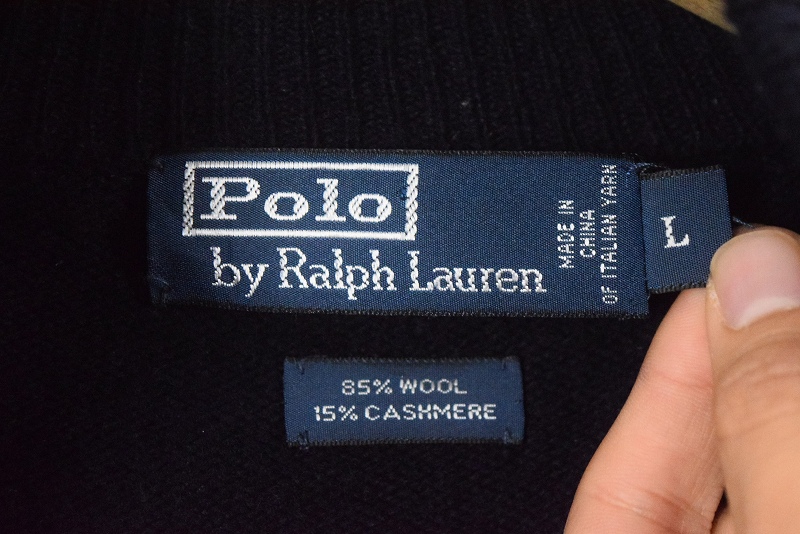 Polo
by Ralph Lauren
MADE IN
CHINA
OF ITALIAN YARN
L
85% WOOL
15% CASHMERE